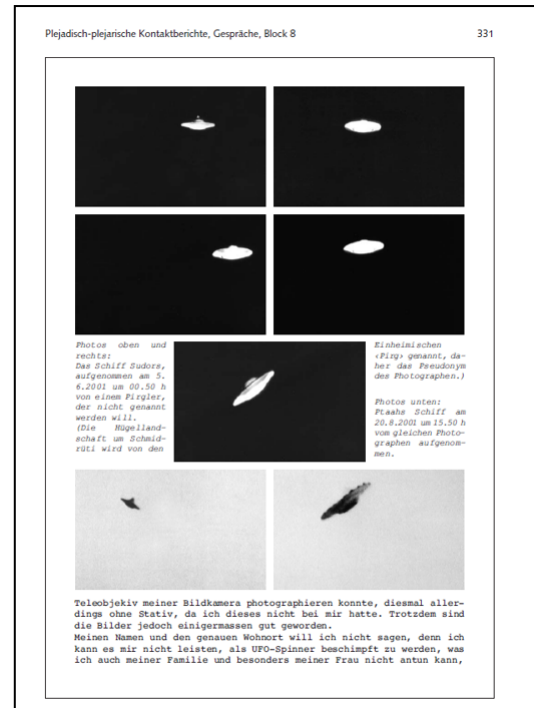 Plejadisch-plejarische Kontaktberichte, Gespräche, Block 8
331
Photos oben und
rechts:
Das Schiff Sudors,
aufgenommen am 5.
6.2001 um 00.50 h
von einem Pirgler,
der nicht genannt
werden will.
(Die Hügelland-
schaft um Schmid-
rüti wird von den
Einheimischen
‹Pirg› genannt, da-
her das Pseudonym
des Photographen.)
Photos unten:
Ptaahs Schiff am
20.8.2001 um 15.50 h
vom gleichen Photo-
graphen aufgenom-
men.
Teleobjekiv meiner Bildkamera photographieren konnte, diesmal aller-
dings ohne Stativ, da ich dieses nicht bei mir hatte. Trotzdem sind
die Bilder jedoch einigermassen gut geworden.
Meinen Namen und den genauen Wohnort will ich nicht sagen, denn ich
kann es mir nicht leisten, als UFO-Spinner beschimpft zu werden, was
ich auch meiner Familie und besonders meiner Frau nicht antun kann,